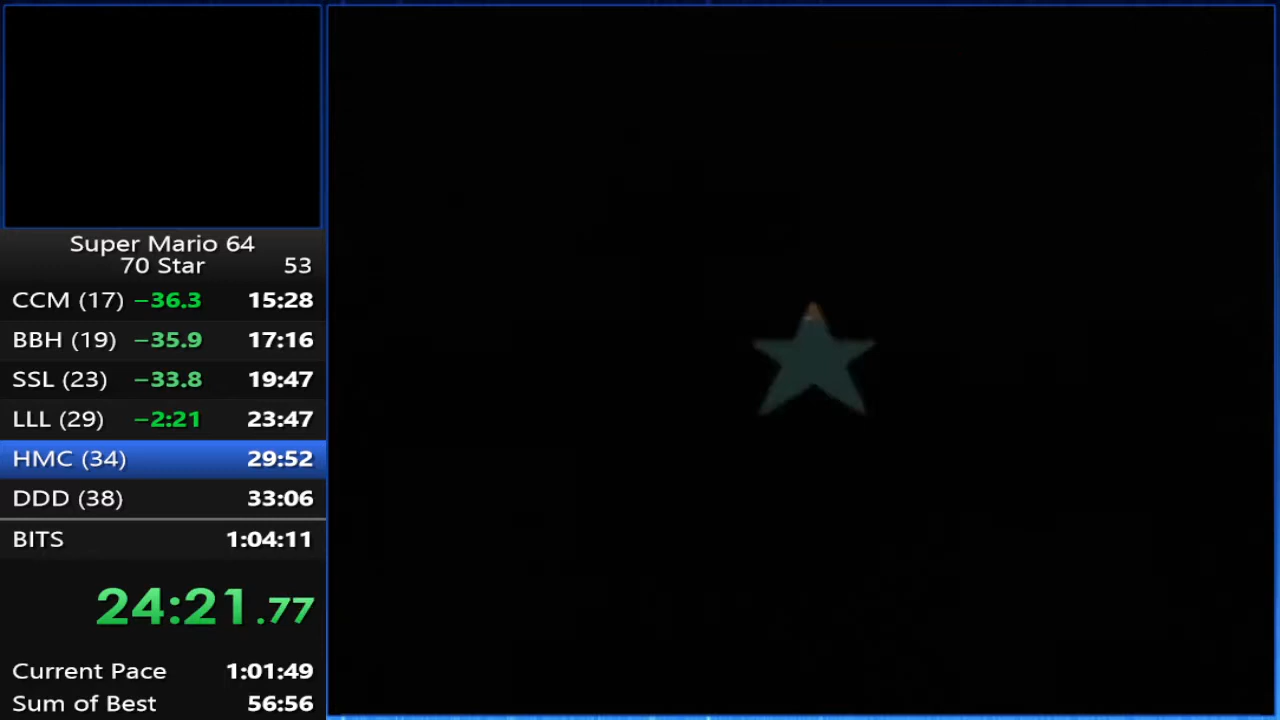 Super Mario 64
70 Star 53
CCM (17) −36.3 15:28
BBH (19) −35.9 17:16
SSL (23) −33.8 19:47
LLL (29) −2:21 23:47
HMC (34) 29:52
DDD (38) 33:06
BITS 1:04:11
24:21.77
Current Pace 1:01:49
Sum of Best 56:56